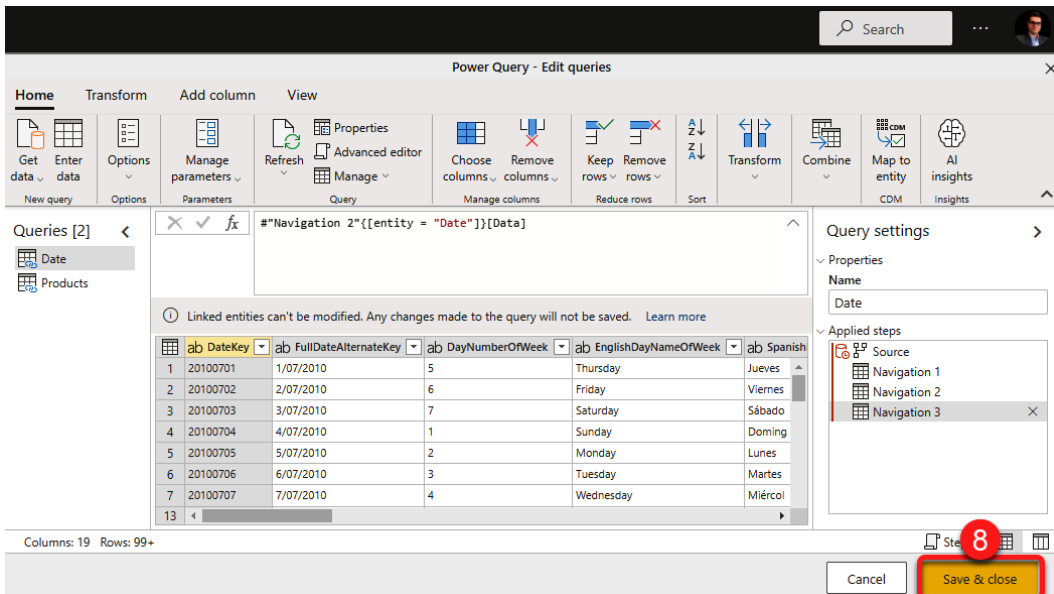 Search
Power Query - Edit queries
Home Transform Add column View
Get data
Enter data
Options
Manage parameters
Refresh
Properties
Advanced editor
Manage
Choose columns
Remove columns
Keep rows
Remove rows
A Z
Z A
Transform
Combine
CDM
Map to entity
AI insights
New query Options Parameters Query Manage columns Reduce rows Sort CDM Insights
Queries [2]
Date
Products
fx
#"Navigation 2"{[entity = "Date"]}[Data]
Linked entities can't be modified. Any changes made to the query will not be saved. Learn more
DateKey FullDateAlternateKey DayNumberOfWeek EnglishDayNameOfWeek Spanish
1 20100701 1/07/2010 5 Thursday Jueves
2 20100702 2/07/2010 6 Friday Viernes
3 20100703 3/07/2010 7 Saturday Sábado
4 20100704 4/07/2010 1 Sunday Doming
5 20100705 5/07/2010 2 Monday Lunes
6 20100706 6/07/2010 3 Tuesday Martes
7 20100707 7/07/2010 4 Wednesday Miércol
13
Query settings
Properties
Name
Date
Applied steps
Source
Navigation 1
Navigation 2
Navigation 3
Columns: 19 Rows: 99+
Ste
8
Cancel Save & close